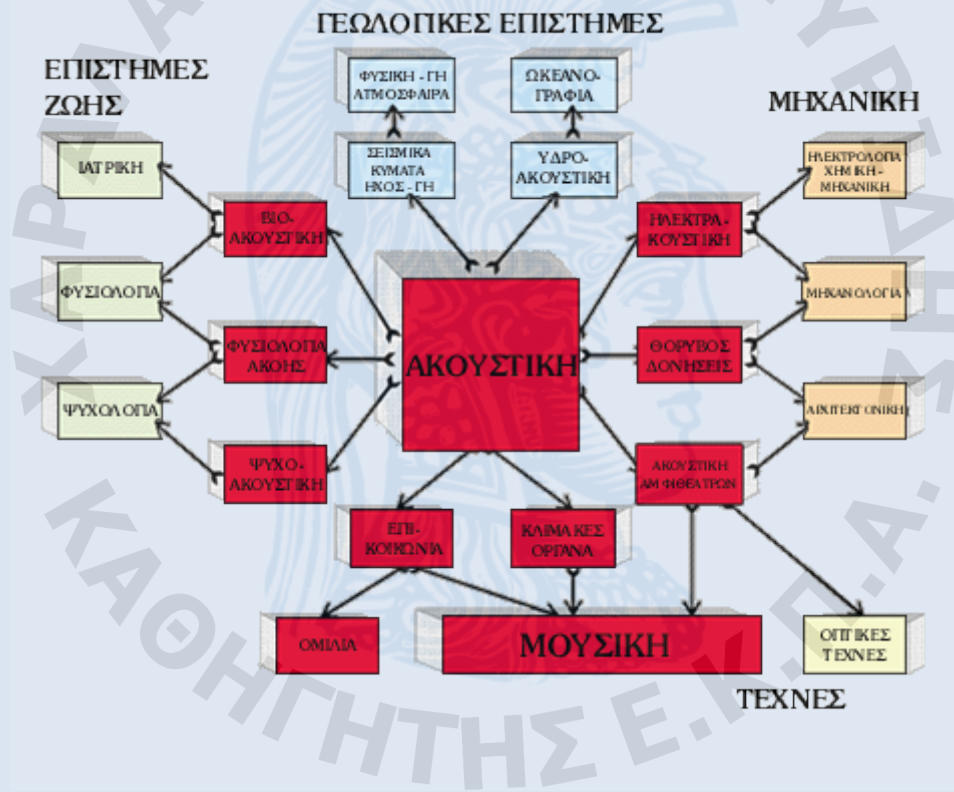 ΓΕΩΛΟΓΙΚΕΣ ΕΠΙΣΤΗΜΕΣ
ΕΠΙΣΤΗΜΕΣ
ΖΩΗΣ
ΜΗΧΑΝΙΚΗ
ΦΥΣΙΚΗ - ΓΗ
ΑΤΜΟΣΦΑΙΡΑ
ΩΚΕΑΝΟ-
ΓΡΑΦΙΑ
ΙΑΤΡΙΚΗ
ΣΕΙΣΜΙΚΑ
ΚΥΜΑΤΑ
ΗΧΟΣ - ΓΗ
ΥΔΡΟ-
ΑΚΟΥΣΤΙΚΗ
ΗΛΕΚΤΡΟΛΟΓΙΑ
ΧΗΜΙΚΗ -
ΜΗΧΑΝΙΚΗ
ΒΙΟ-
ΑΚΟΥΣΤΙΚΗ
ΗΛΕΚΤΡΑ-
ΚΟΥΣΤΙΚΗ
ΦΥΣΙΟΛΟΓΙΑ
ΜΗΧΑΝΟΛΟΓΙΑ
ΦΥΣΙΟΛΟΓΙΑ
ΑΚΟΗΣ
ΑΚΟΥΣΤΙΚΗ
ΘΟΡΥΒΟΣ
ΔΟΝΗΣΕΙΣ
ΨΥΧΟΛΟΓΙΑ
ΑΡΧΙΤΕΚΤΟΝΙΚΗ
ΨΥΧΟ-
ΑΚΟΥΣΤΙΚΗ
ΑΚΟΥΣΤΙΚΗ
ΑΜΦΙΘΕΑΤΡΩΝ
ΕΠΙ-
ΚΟΙΝΩΝΙΑ
ΚΛΙΜΑΚΕΣ
ΟΡΓΑΝΑ
ΟΜΙΛΙΑ
ΜΟΥΣΙΚΗ
ΟΠΤΙΚΕΣ
ΤΕΧΝΕΣ
ΤΕΧΝΕΣ
ΚΑΘΗΓΗΤΗΣ Ε.Κ.Π.Α.